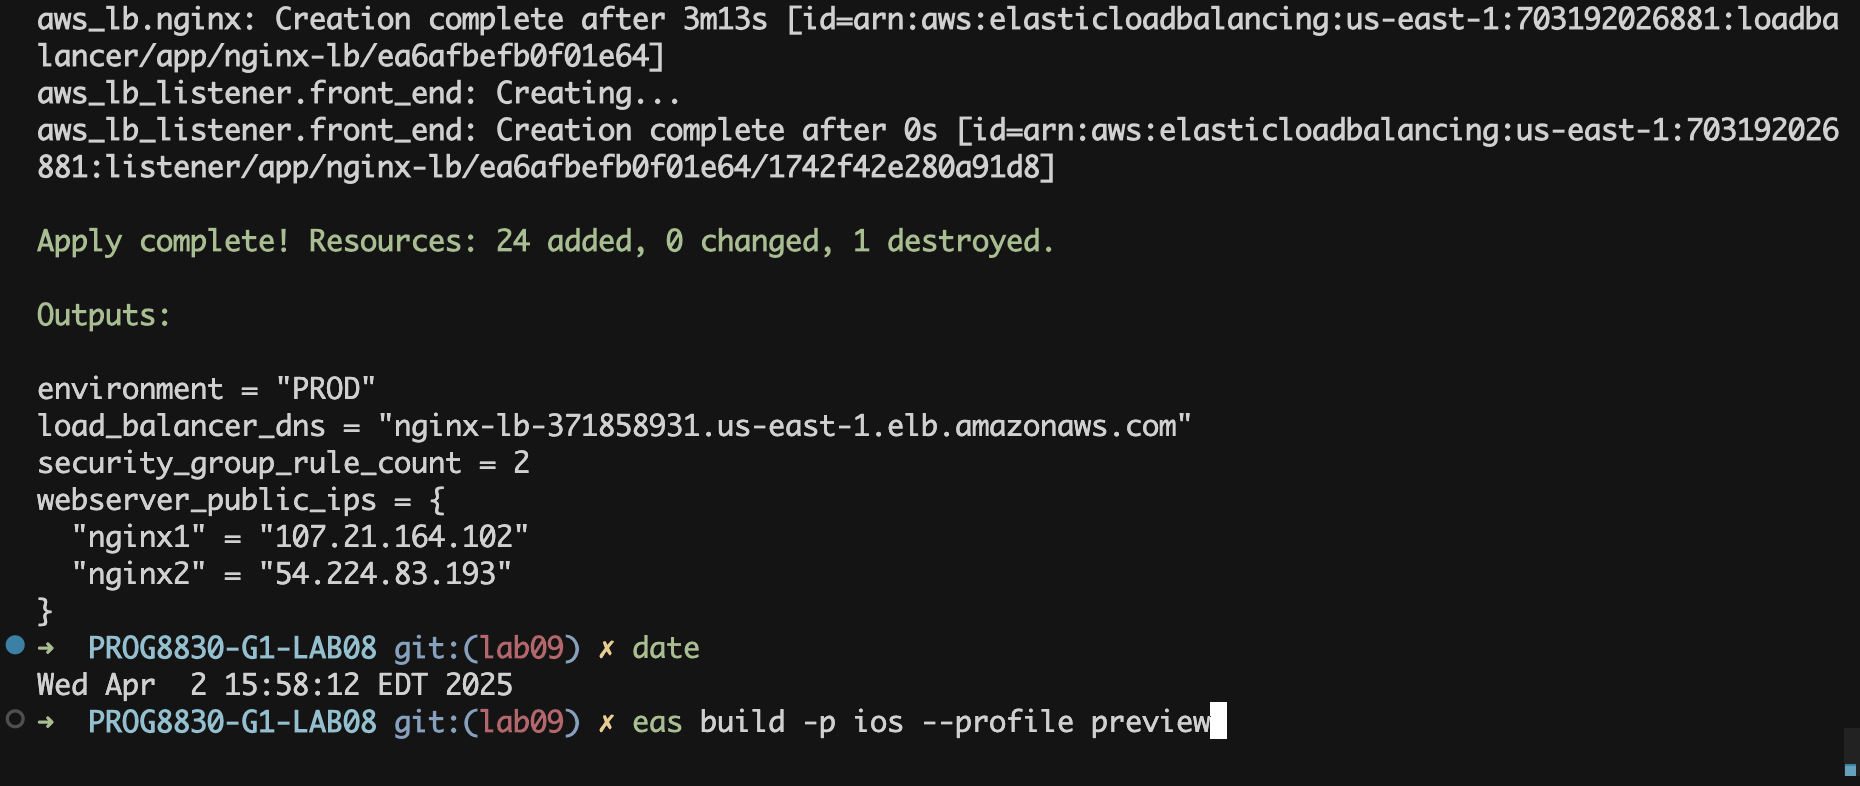 aws_lb.nginx: Creation complete after 3m13s [id=arn:aws:elasticloadbalancing:us-east-1:703192026881:loadba
lancer/app/nginx-lb/ea6afbefb0f01e64]
aws_lb_listener.front_end: Creating...
aws_lb_listener.front_end: Creation complete after 0s [id=arn:aws:elasticloadbalancing:us-east-1:703192026
881:listener/app/nginx-lb/ea6afbefb0f01e64/1742f42e280a91d8]
Apply complete! Resources: 24 added, 0 changed, 1 destroyed.
Outputs:
environment = "PROD"
load_balancer_dns = "nginx-lb-371858931.us-east-1.elb.amazonaws.com"
security_group_rule_count = 2
webserver_public_ips = {
  "nginx1" = "107.21.164.102"
  "nginx2" = "54.224.83.193"
}
➜  PROG8830-G1-LAB08 git:(lab09) ✗ date
Wed Apr  2 15:58:12 EDT 2025
➜  PROG8830-G1-LAB08 git:(lab09) ✗ eas build -p ios --profile preview